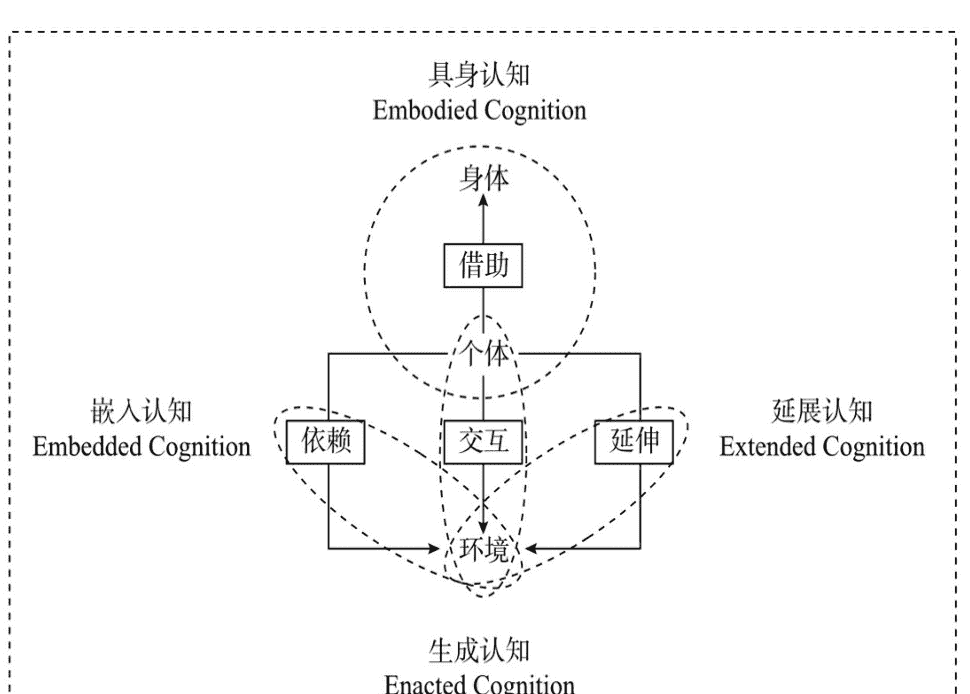 具身认知
Embodied Cognition
身体
借助
个体
嵌入认知
Embedded Cognition
依赖
交互
延伸
延展认知
Extended Cognition
环境
生成认知
Enacted Cognition